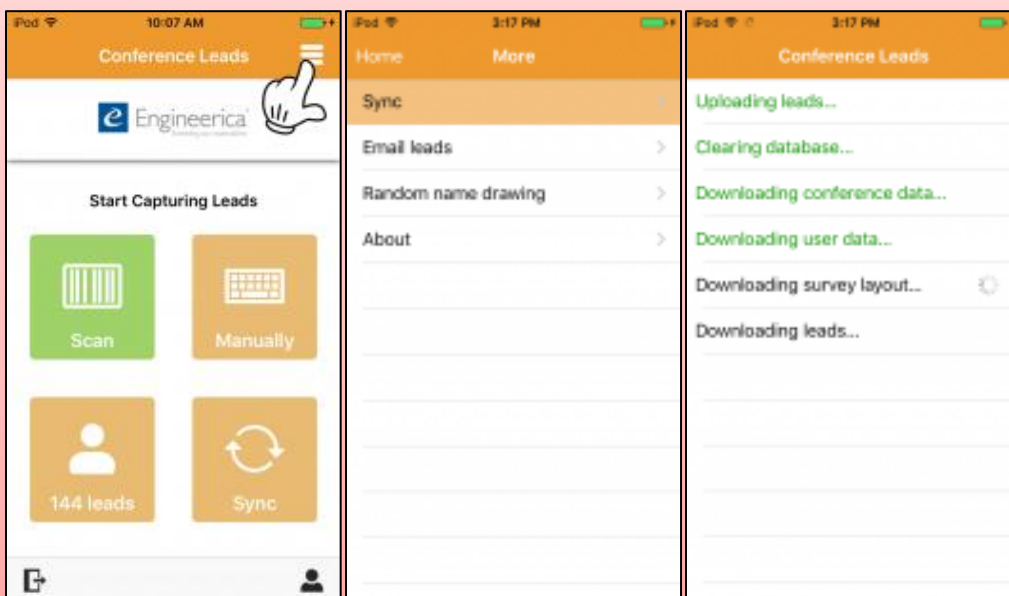 iPod 10:07 AM
Conference Leads
e Engineerica
Start Capturing Leads
Scan Manually
144 leads Sync
iPod 3:17 PM
Home More
Sync
Email leads
Random name drawing
About
iPod 3:17 PM
Conference Leads
Uploading leads...
Clearing database...
Downloading conference data...
Downloading user data...
Downloading survey layout...
Downloading leads...